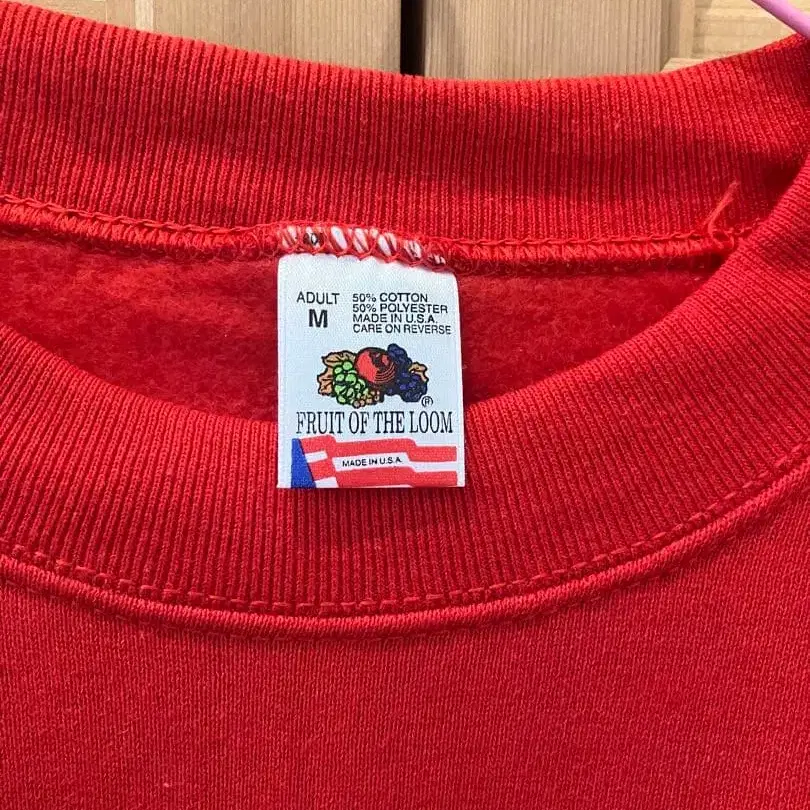 ADULT
M
50% COTTON
50% POLYESTER
MADE IN U.S.A.
CARE ON REVERSE
®
FRUIT OF THE LOOM
MADE IN U.S.A.